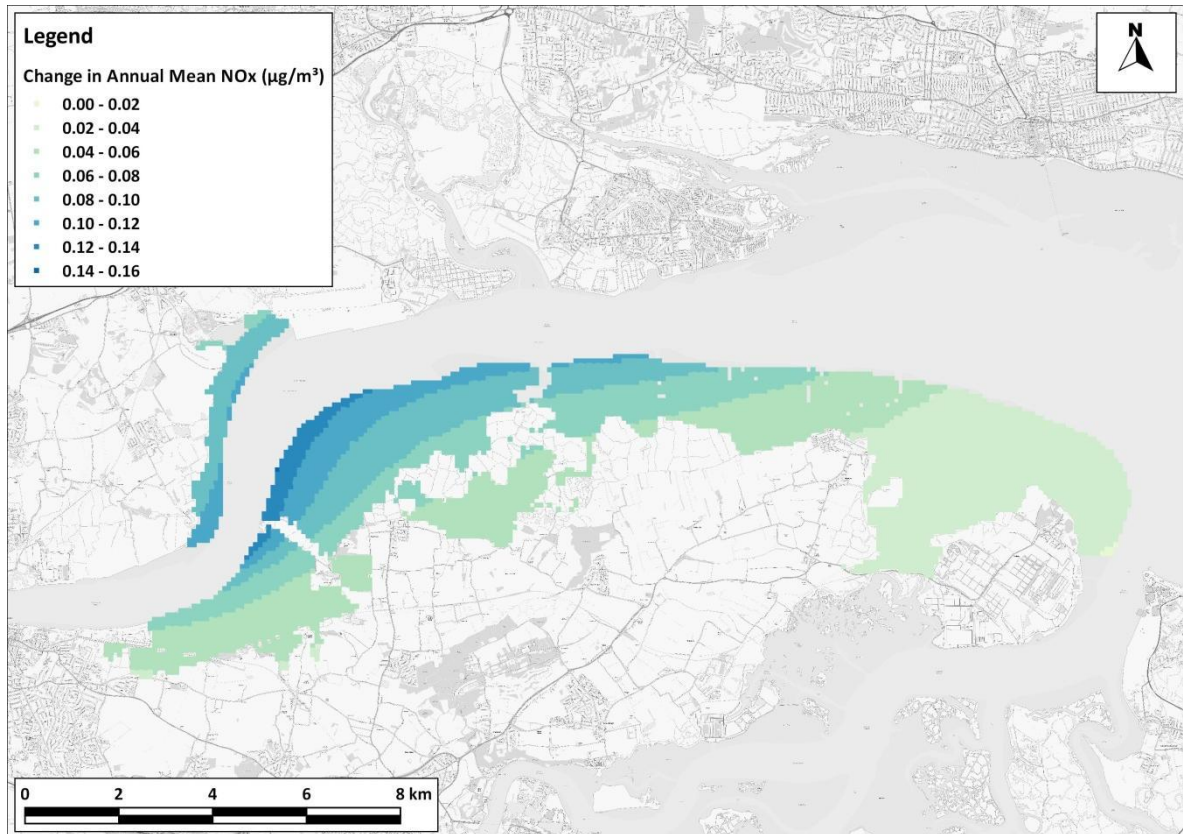 Legend
Change in Annual Mean NOx (µg/m³)
0.00 - 0.02
0.02 - 0.04
0.04 - 0.06
0.06 - 0.08
0.08 - 0.10
0.10 - 0.12
0.12 - 0.14
0.14 - 0.16
N
0 2 4 6 8 km